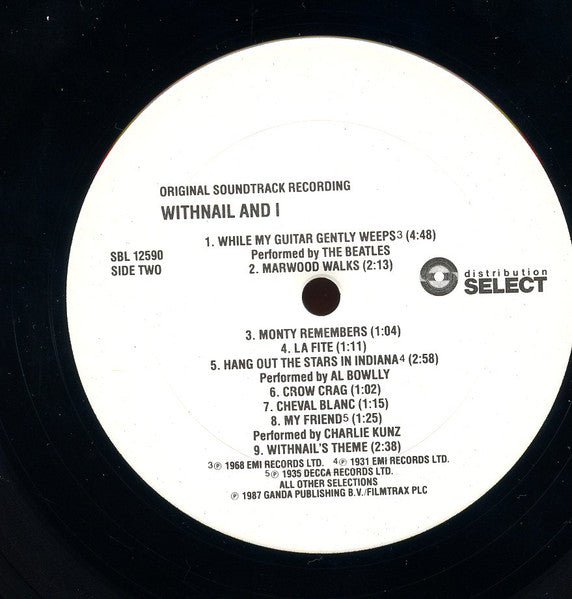 ORIGINAL SOUNDTRACK RECORDING
WITHNAIL AND I
1. WHILE MY GUITAR GENTLY WEEPS3 (4:48)
Performed by THE BEATLES
2. MARWOOD WALKS (2:13)
SBL 12590
SIDE TWO
distribution
SELECT
3. MONTY REMEMBERS (1:04)
4. LA FITE (1:11)
5. HANG OUT THE STARS IN INDIANA4 (2:58)
Performed by AL BOWLLY
6. CROW CRAG (1:02)
7. CHEVAL BLANC (1:15)
8. MY FRIEND5 (1:25)
Performed by CHARLIE KUNZ
9. WITHNAIL'S THEME (2:38)
3℗ 1968 EMI RECORDS LTD. 4℗ 1931 EMI RECORDS LTD.
5℗ 1935 DECCA RECORDS LTD.
ALL OTHER SELECTIONS
℗ 1987 GANDA PUBLISHING B.V./FILMTRAX PLC